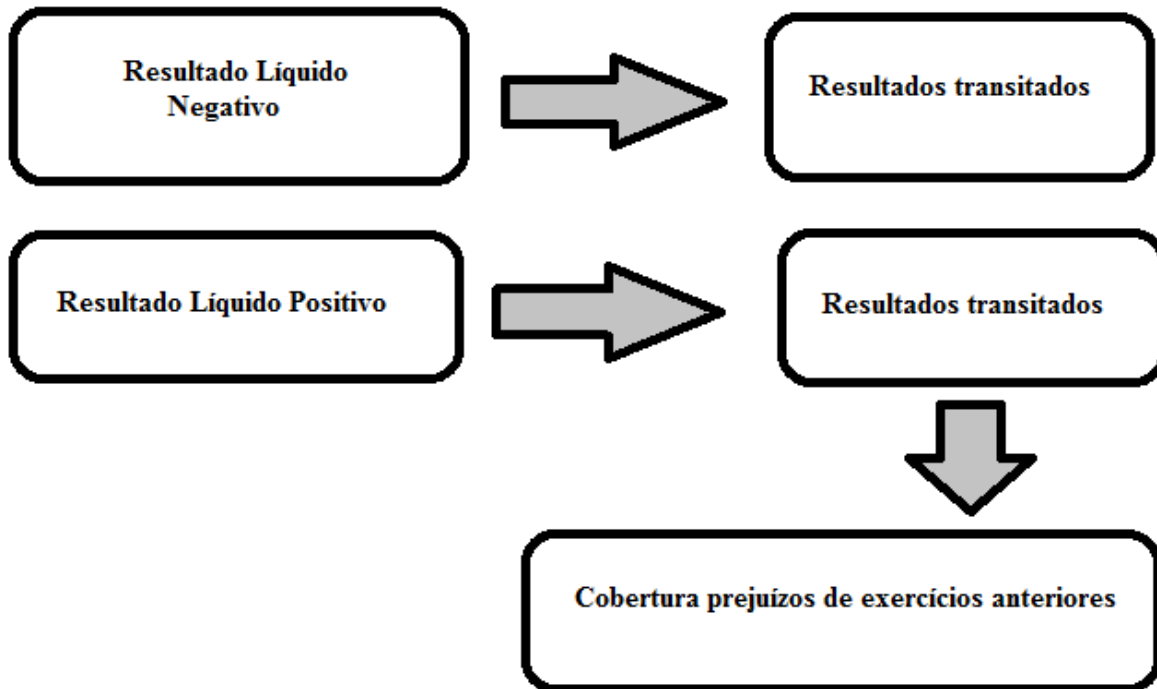 Resultado Líquido
Negativo
Resultados transitados
Resultado Líquido Positivo
Resultados transitados
Cobertura prejuízos de exercícios anteriores